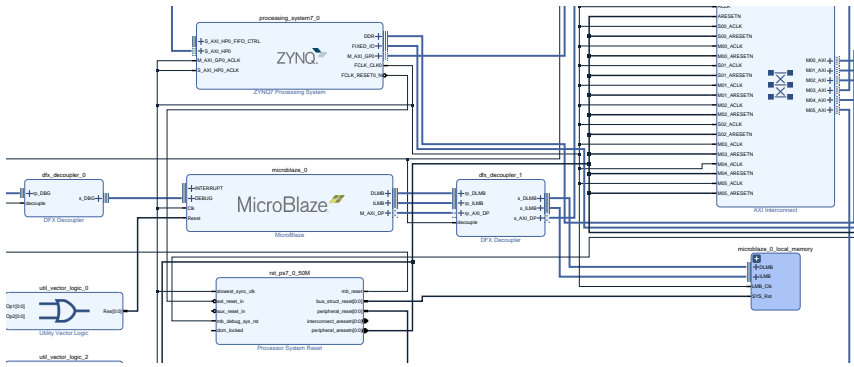 processing_system7_0
S_AXI_HP0_FIFO_CTRL
S_AXI_HP0
M_AXI_GP0_ACLK
S_AXI_HP0_ACLK
ZYNQ
DDR
FIXED_IO
M_AXI_GP0
FCLK_CLK0
FCLK_RESET0_N
ZYNQ7 Processing System
ARESETN
S00_ACLK
S00_ARESETN
M00_ACLK
M00_ARESETN
S01_ACLK
S01_ARESETN
M01_ACLK
M01_ARESETN
M02_ACLK
M02_ARESETN
S02_ACLK
S02_ARESETN
M03_ACLK
M03_ARESETN
M04_ACLK
M04_ARESETN
M05_ACLK
M05_ARESETN
M00_AXI
M01_AXI
M02_AXI
M03_AXI
M04_AXI
M05_AXI
AXI Interconnect
dfx_decoupler_0
rp_DBG
decouple
s_DBG
DFX Decoupler
microblaze_0
INTERRUPT
DEBUG
Clk
Reset
MicroBlaze
DLMB
ILMB
M_AXI_DP
MicroBlaze
dfx_decoupler_1
rp_DLMB
rp_ILMB
rp_AXI_DP
decouple
s_DLMB
s_ILMB
s_AXI_DP
DFX Decoupler
microblaze_0_local_memory
DLMB
ILMB
LMB_Clk
SYS_Rst
util_vector_logic_0
Op1[0:0]
Op2[0:0]
Res[0:0]
Utility Vector Logic
util_vector_logic_2
rst_ps7_0_50M
slowest_sync_clk
ext_reset_in
aux_reset_in
mb_debug_sys_rst
dcm_locked
mb_reset
bus_struct_reset[0:0]
peripheral_reset[0:0]
interconnect_aresetn[0:0]
peripheral_aresetn[0:0]
Processor System Reset